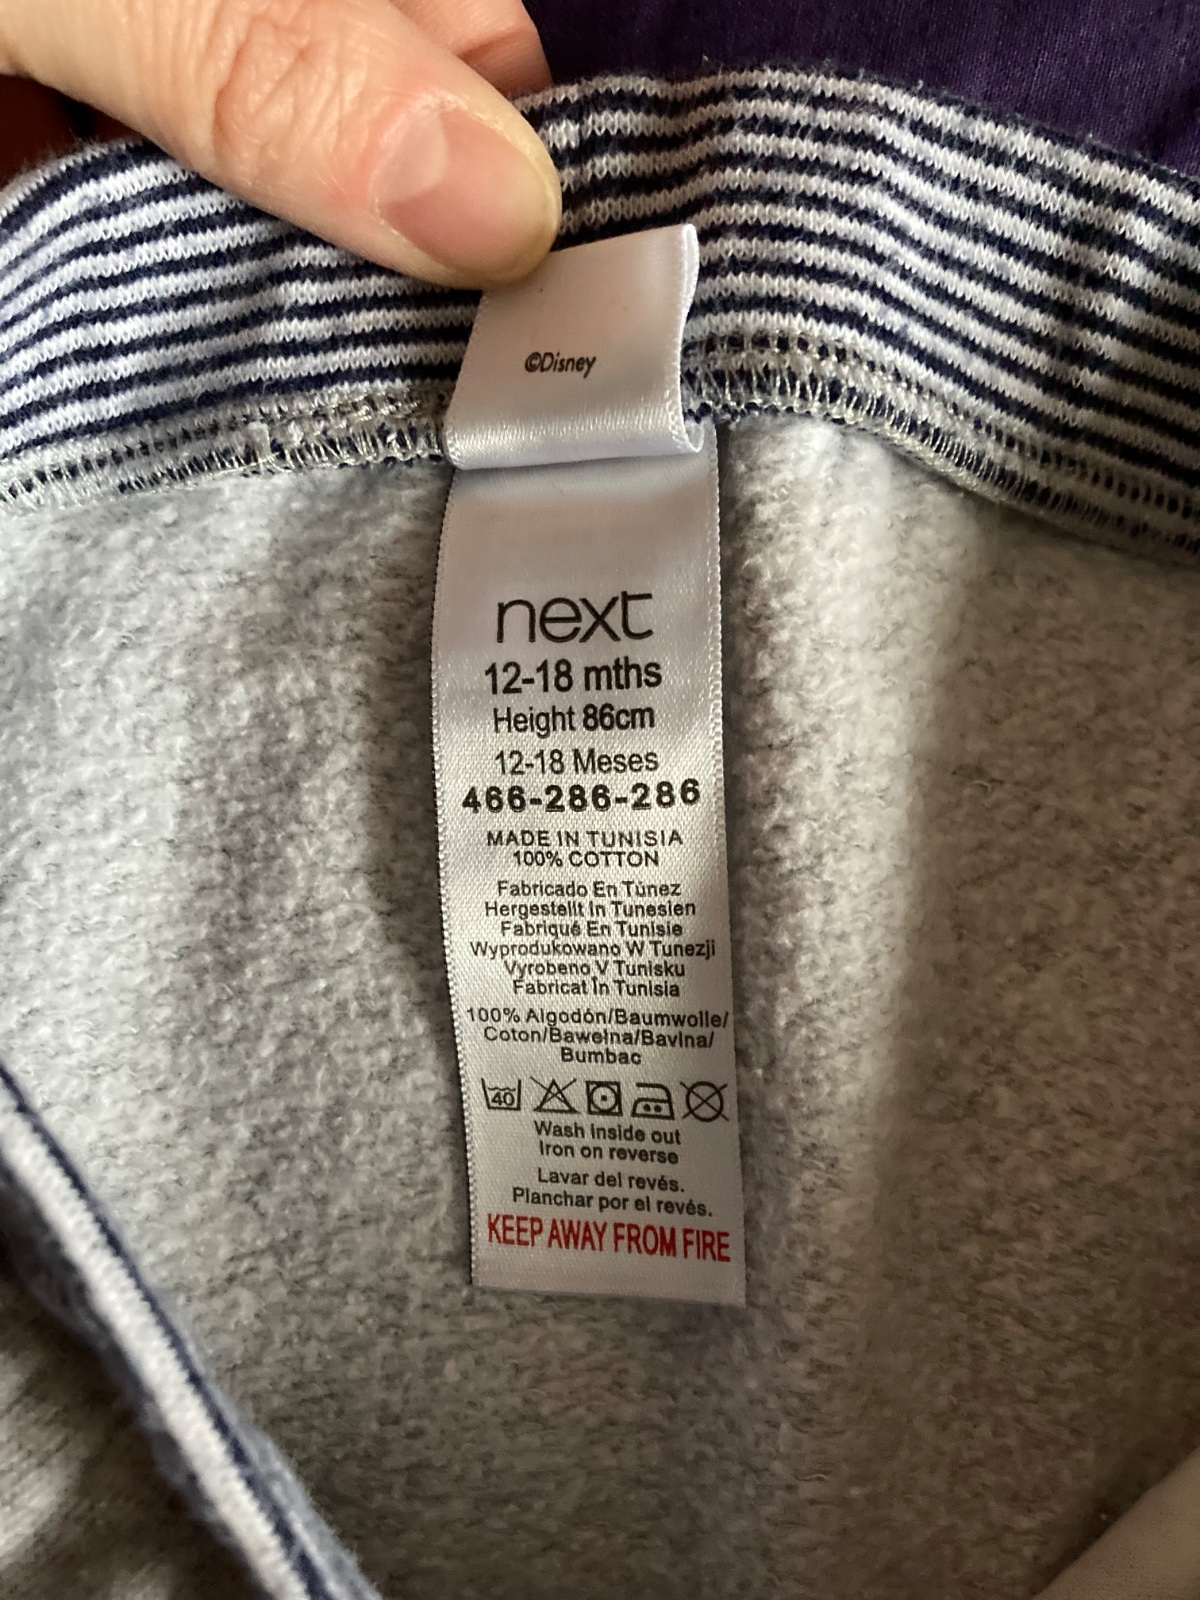 ©Disney
next
12-18 mths
Height 86cm
12-18 Meses
466-286-286
MADE IN TUNISIA
100% COTTON
Fabricado En Túnez
Hergestellt In Tunesien
Fabriqué En Tunisie
Wyprodukowano W Tunezji
Vyrobeno V Tunisku
Fabricat În Tunisia
100% Algodón/Baumwolle/
Coton/Bawełna/Bavlna/
Bumbac
40
Wash inside out
Iron on reverse
Lavar del revés.
Planchar por el revés.
KEEP AWAY FROM FIRE